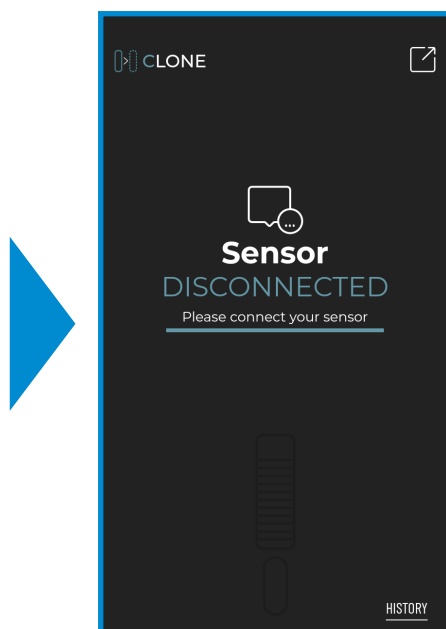 CLONE
Sensor
DISCONNECTED
Please connect your sensor
HISTORY